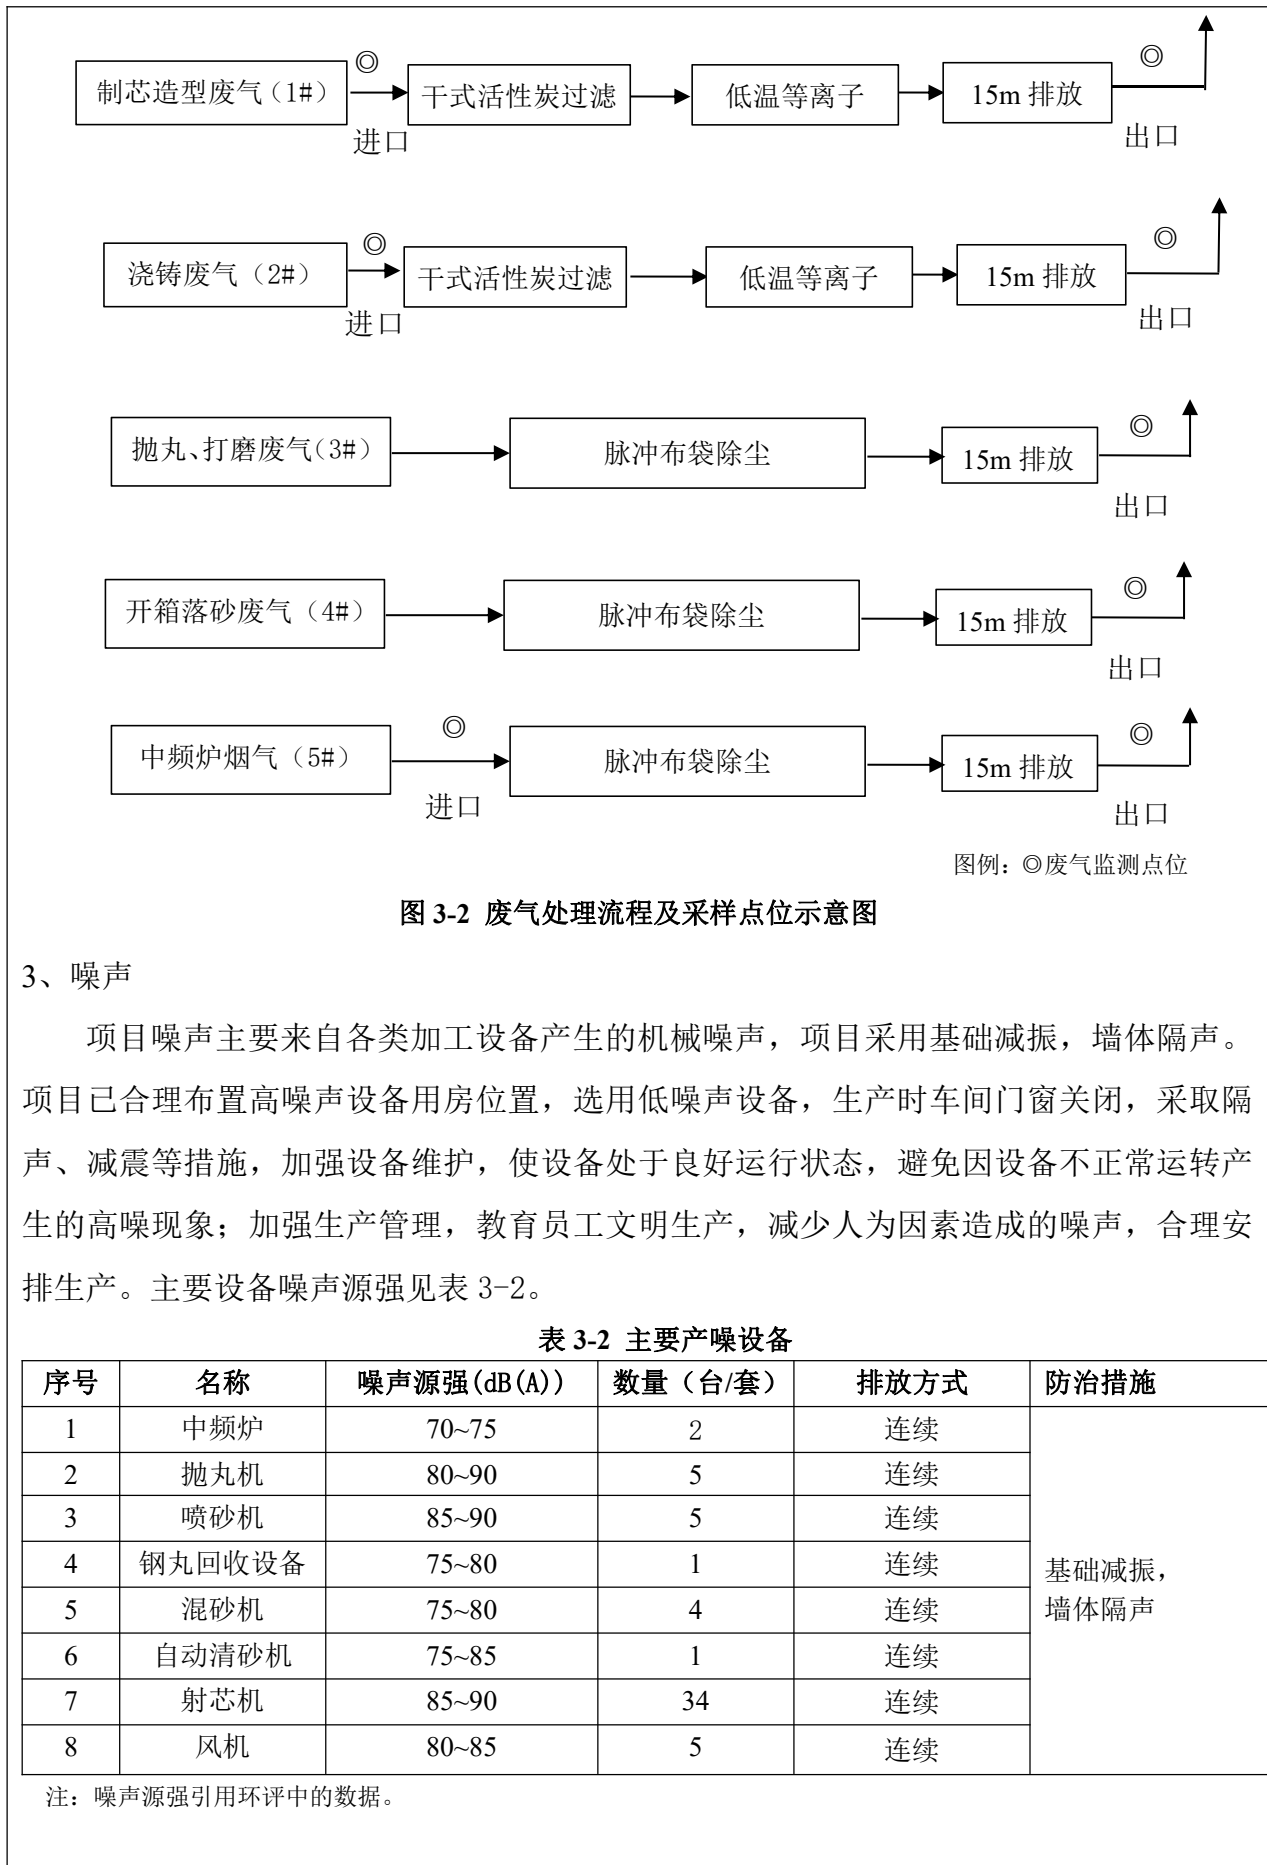 制芯造型废气（1#） ◎ 进口 干式活性炭过滤 低温等离子 15m 排放 ◎ 出口
浇铸废气（2#） ◎ 进口 干式活性炭过滤 低温等离子 15m 排放 ◎ 出口
抛丸、打磨废气（3#） 脉冲布袋除尘 15m 排放 ◎ 出口
开箱落砂废气（4#） 脉冲布袋除尘 15m 排放 ◎ 出口
中频炉烟气（5#） ◎ 进口 脉冲布袋除尘 15m 排放 ◎ 出口
图例：◎废气监测点位
图 3-2 废气处理流程及采样点位示意图
3、噪声
项目噪声主要来自各类加工设备产生的机械噪声，项目采用基础减振，墙体隔声。
项目已合理布置高噪声设备用房位置，选用低噪声设备，生产时车间门窗关闭，采取隔
声、减震等措施，加强设备维护，使设备处于良好运行状态，避免因设备不正常运转产
生的高噪现象；加强生产管理，教育员工文明生产，减少人为因素造成的噪声，合理安
排生产。主要设备噪声源强见表 3-2。
表 3-2 主要产噪设备
序号 名称 噪声源强(dB(A)) 数量（台/套） 排放方式 防治措施
1 中频炉 70~75 2 连续
2 抛丸机 80~90 5 连续
3 喷砂机 85~90 5 连续
4 钢丸回收设备 75~80 1 连续
5 混砂机 75~80 4 连续
6 自动清砂机 75~85 1 连续
7 射芯机 85~90 34 连续
8 风机 80~85 5 连续
基础减振，
墙体隔声
注：噪声源强引用环评中的数据。